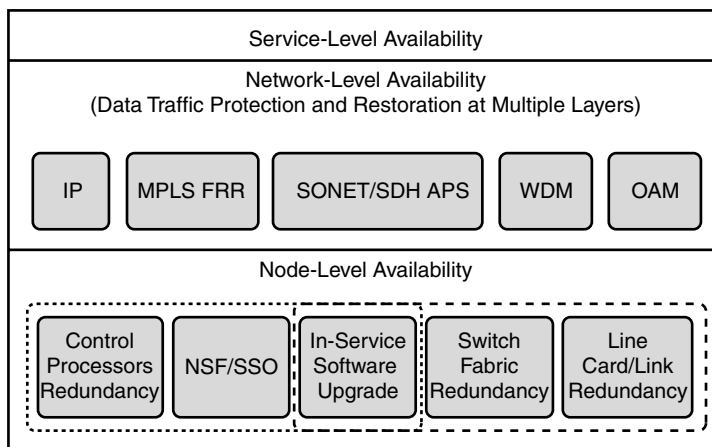 Service-Level Availability
Network-Level Availability
(Data Traffic Protection and Restoration at Multiple Layers)
IP
MPLS FRR
SONET/SDH APS
WDM
OAM
Node-Level Availability
Control
Processors
Redundancy
NSF/SSO
In-Service
Software
Upgrade
Switch
Fabric
Redundancy
Line
Card/Link
Redundancy